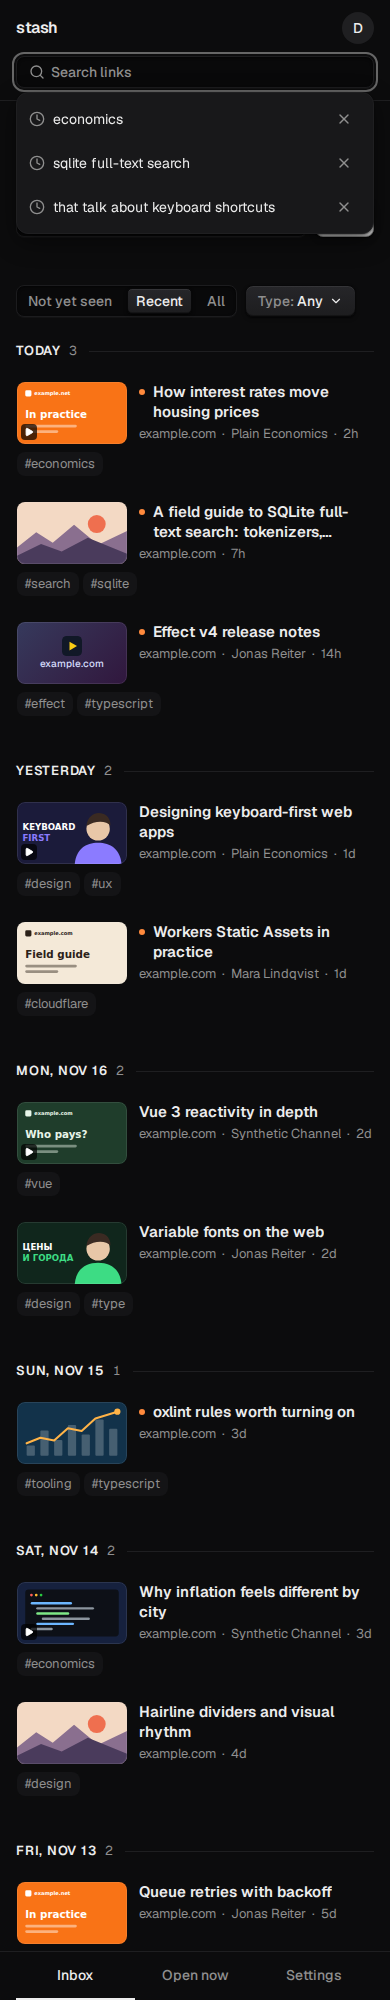 stash
D
Search links
economics
sqlite full-text search
that talk about keyboard shortcuts
Not yet seen
Recent
All
Type: Any
TODAY 3
example.net
In practice
How interest rates move
housing prices
example.com · Plain Economics · 2h
#economics
A field guide to SQLite full-
text search: tokenizers,…
example.com · 7h
#search #sqlite
example.com
Effect v4 release notes
example.com · Jonas Reiter · 14h
#effect #typescript
YESTERDAY 2
KEYBOARD
FIRST
Designing keyboard-first web
apps
example.com · Plain Economics · 1d
#design #ux
example.com
Field guide
Workers Static Assets in
practice
example.com · Mara Lindqvist · 1d
#cloudflare
MON, NOV 16 2
example.com
Who pays?
Vue 3 reactivity in depth
example.com · Synthetic Channel · 2d
#vue
ЦЕНЫ
И ГОРОДА
Variable fonts on the web
example.com · Jonas Reiter · 2d
#design #type
SUN, NOV 15 1
oxlint rules worth turning on
example.com · 3d
#tooling #typescript
SAT, NOV 14 2
Why inflation feels different by
city
example.com · Synthetic Channel · 3d
#economics
Hairline dividers and visual
rhythm
example.com · 4d
#design
FRI, NOV 13 2
example.net
In practice
Queue retries with backoff
example.com · Jonas Reiter · 5d
Inbox
Open now
Settings